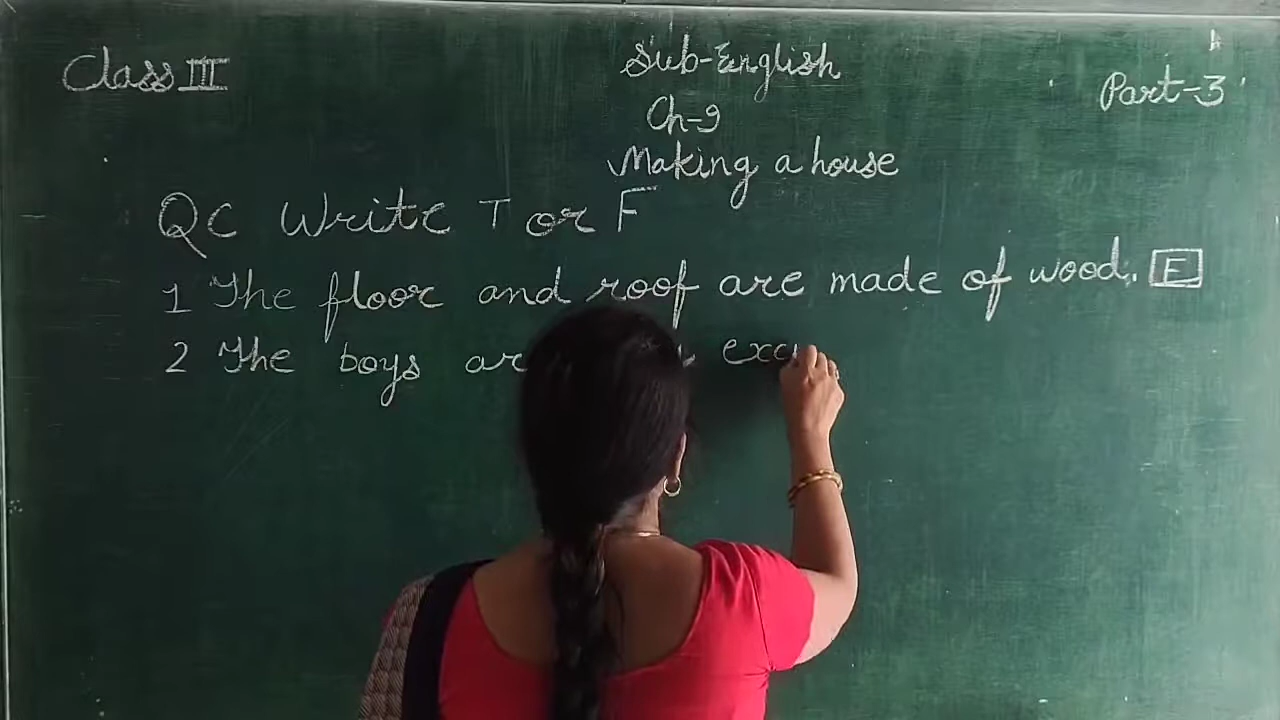 Class III
Sub-English
Part-3
Ch-9
Making a house
QC Write T or F
1 The floor and roof are made of wood. F
2 The boys